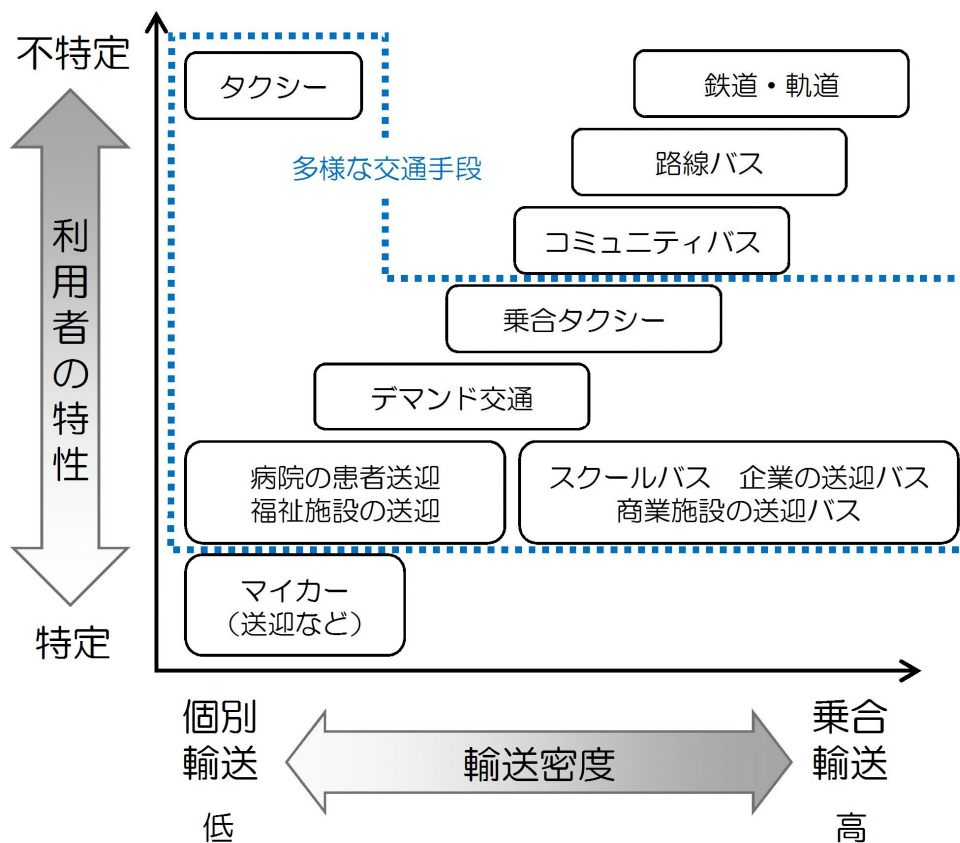 不特定
タクシー
鉄道・軌道
路線バス
多様な交通手段
コミュニティバス
利用者の特性
乗合タクシー
デマンド交通
病院の患者送迎
福祉施設の送迎
スクールバス　企業の送迎バス
商業施設の送迎バス
マイカー
（送迎など）
特定
個別
輸送
低
輸送密度
乗合
輸送
高